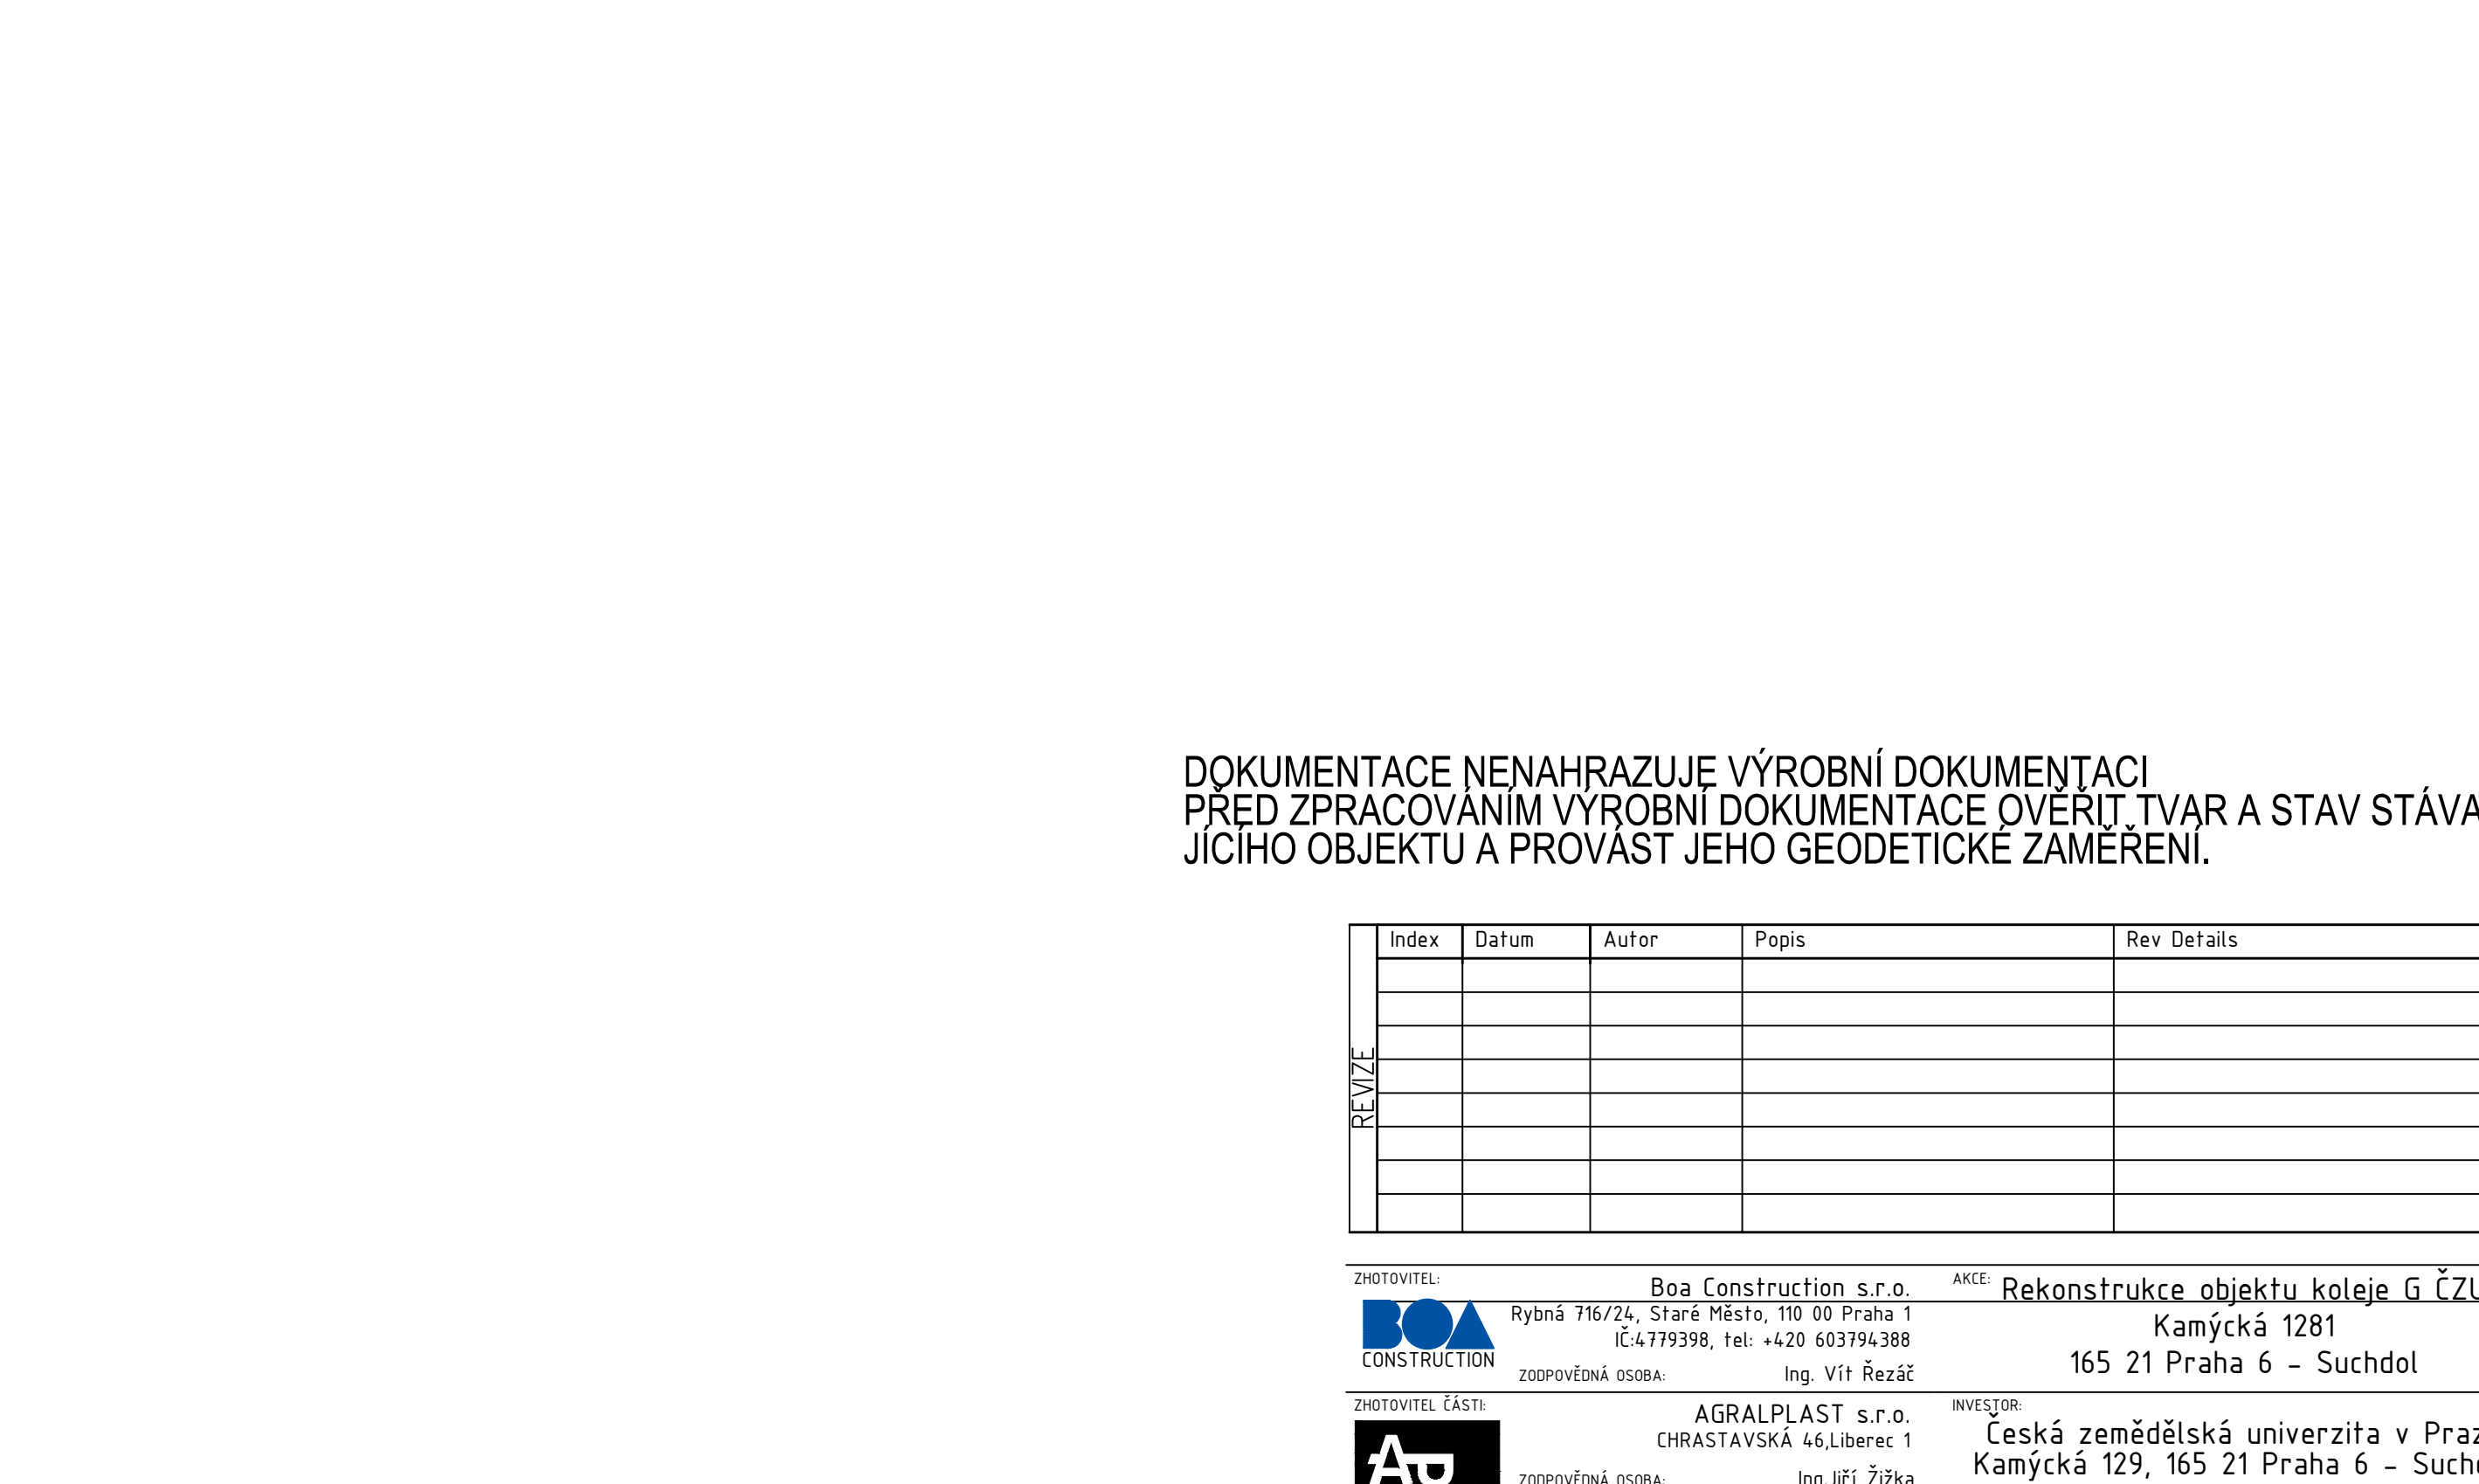 DOKUMENTACE NENAHRAZUJE VÝROBNÍ DOKUMENTACI
PŘED ZPRACOVÁNÍM VÝROBNÍ DOKUMENTACE OVĚŘIT TVAR A STAV STÁVA
JÍCÍHO OBJEKTU A PROVÁST JEHO GEODETICKÉ ZAMĚŘENÍ.
REVIZE
Index Datum Autor Popis Rev Details
ZHOTOVITEL:
Boa Construction s.r.o.
Rybná 716/24, Staré Město, 110 00 Praha 1
IČ:4779398, tel: +420 603794388
BOA
CONSTRUCTION
ZODPOVĚDNÁ OSOBA: Ing. Vít Řezáč
AKCE: Rekonstrukce objektu koleje G ČZU
Kamýcká 1281
165 21 Praha 6 – Suchdol
ZHOTOVITEL ČÁSTI:
AGRALPLAST s.r.o.
CHRASTAVSKÁ 46,Liberec 1
AP
ZODPOVĚDNÁ OSOBA: Ing.Jiří Žižka
INVESTOR:
Česká zemědělská univerzita v Praz
Kamýcká 129, 165 21 Praha 6 – Such